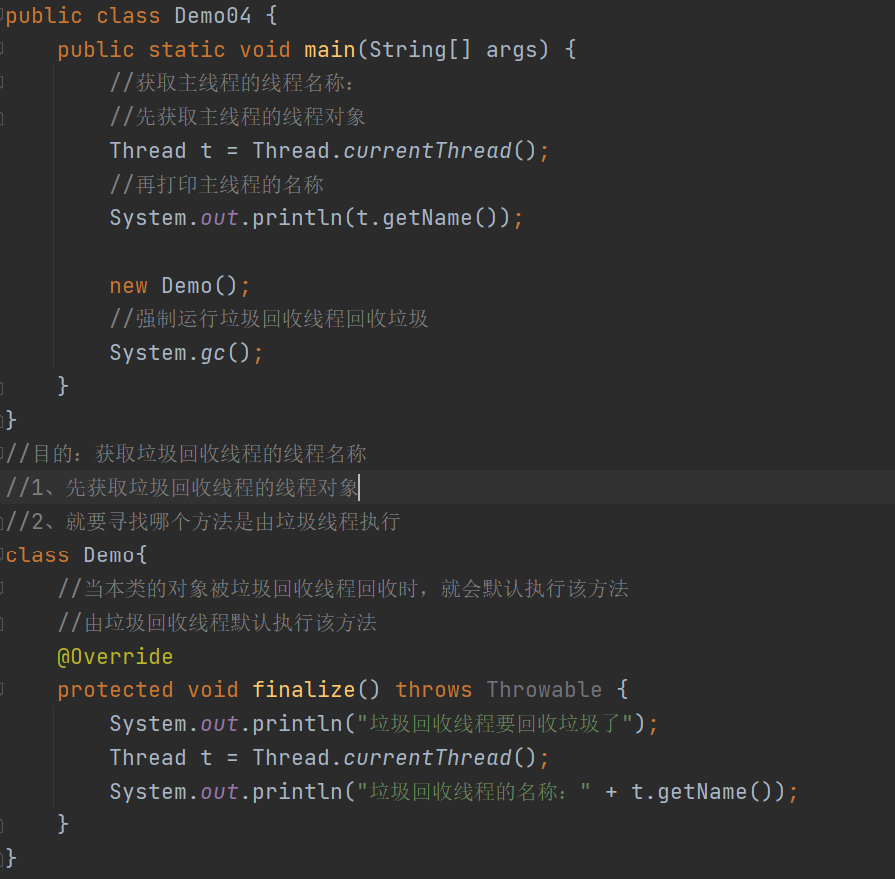 public class Demo04 {
    public static void main(String[] args) {
        //获取主线程的线程名称:
        //先获取主线程的线程对象
        Thread t = Thread.currentThread();
        //再打印主线程的名称
        System.out.println(t.getName());
        new Demo();
        //强制运行垃圾回收线程回收垃圾
        System.gc();
    }
}
//目的: 获取垃圾回收线程的线程名称
//1、先获取垃圾回收线程的线程对象
//2、就要寻找哪个方法是由垃圾线程执行
class Demo{
    //当本类的对象被垃圾回收线程回收时，就会默认执行该方法
    //由垃圾回收线程默认执行该方法
    @Override
    protected void finalize() throws Throwable {
        System.out.println("垃圾回收线程要回收垃圾了");
        Thread t = Thread.currentThread();
        System.out.println("垃圾回收线程的名称: " + t.getName());
    }
}